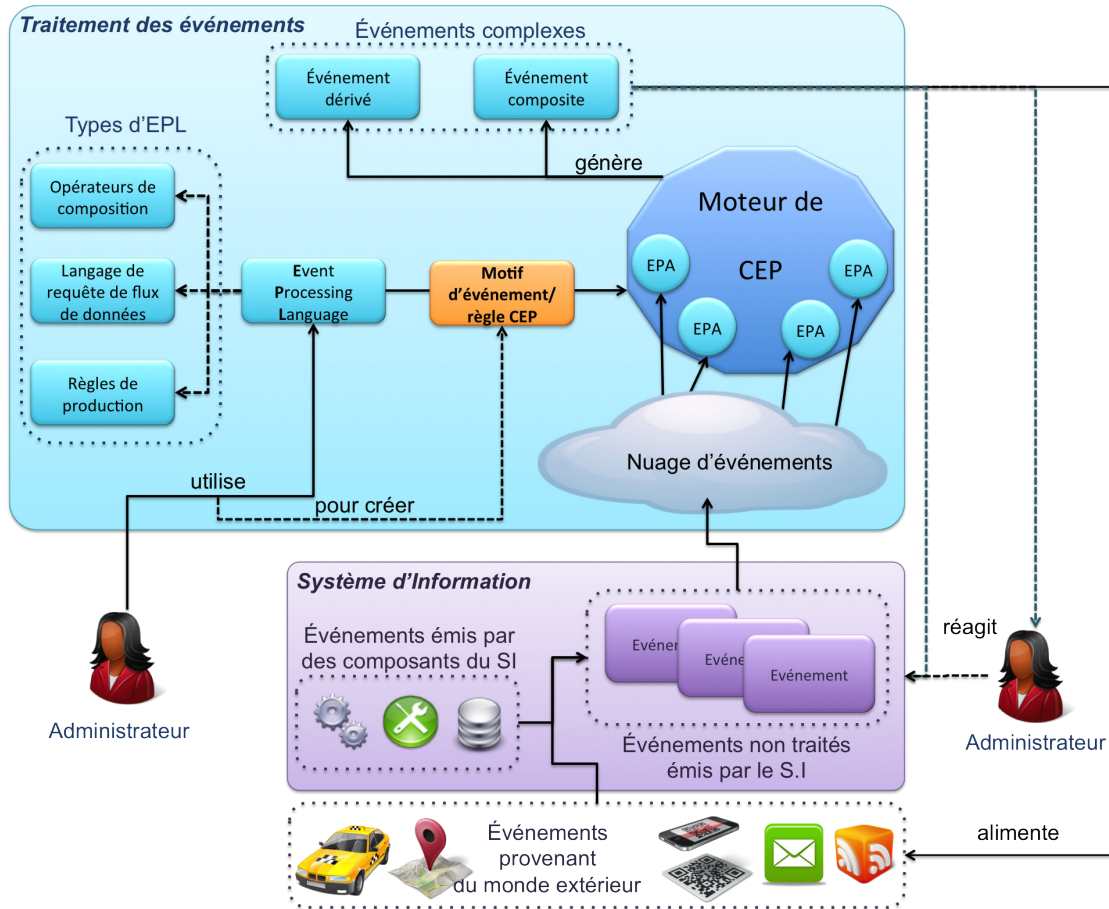 Traitement des événements
Événements complexes
Événement
dérivé
Événement
composite
Types d'EPL
génère
Opérateurs de
composition
Langage de
requête de flux
de données
Règles de
production
Event
Processing
Language
Motif
d'événement/
règle CEP
Moteur de
CEP
EPA
EPA
EPA
EPA
Nuage d'événements
utilise
pour créer
Administrateur
Système d'Information
Événements émis par
des composants du SI
Evénement
Evénement
Evénement
Événements non traités
émis par le S.I
réagit
Administrateur
Événements
provenant
du monde extérieur
alimente